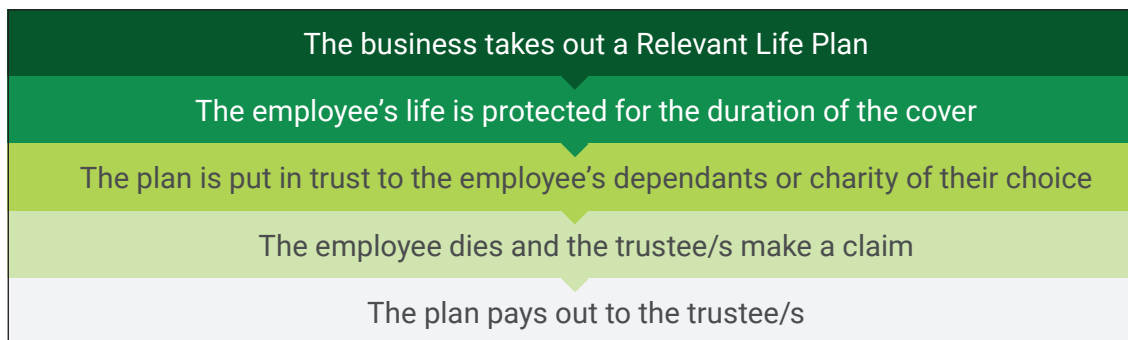 The business takes out a Relevant Life Plan
The employee’s life is protected for the duration of the cover
The plan is put in trust to the employee’s dependants or charity of their choice
The employee dies and the trustee/s make a claim
The plan pays out to the trustee/s